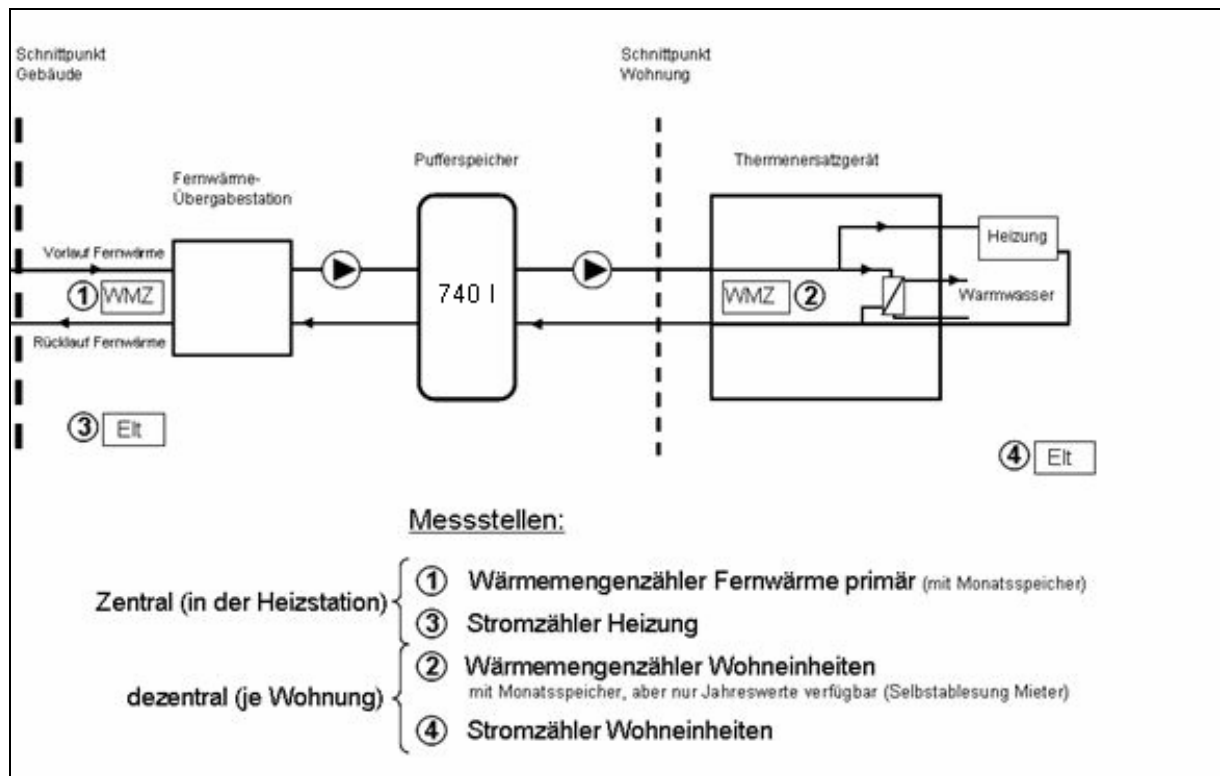 Schnittpunkt
Gebäude
Schnittpunkt
Wohnung
Pufferspeicher
Thermenersatzgerät
Fernwärme-
Übergabestation
Vorlauf Fernwärme
Heizung
1 WMZ
740 l
WMZ 2
Warmwasser
Rücklauf Fernwärme
3 Elt
4 Elt
Messstellen:
Zentral (in der Heizstation)
1 Wärmemengenzähler Fernwärme primär (mit Monatsspeicher)
3 Stromzähler Heizung
dezentral (je Wohnung)
2 Wärmemengenzähler Wohneinheiten
mit Monatsspeicher, aber nur Jahreswerte verfügbar (Selbstablesung Mieter)
4 Stromzähler Wohneinheiten